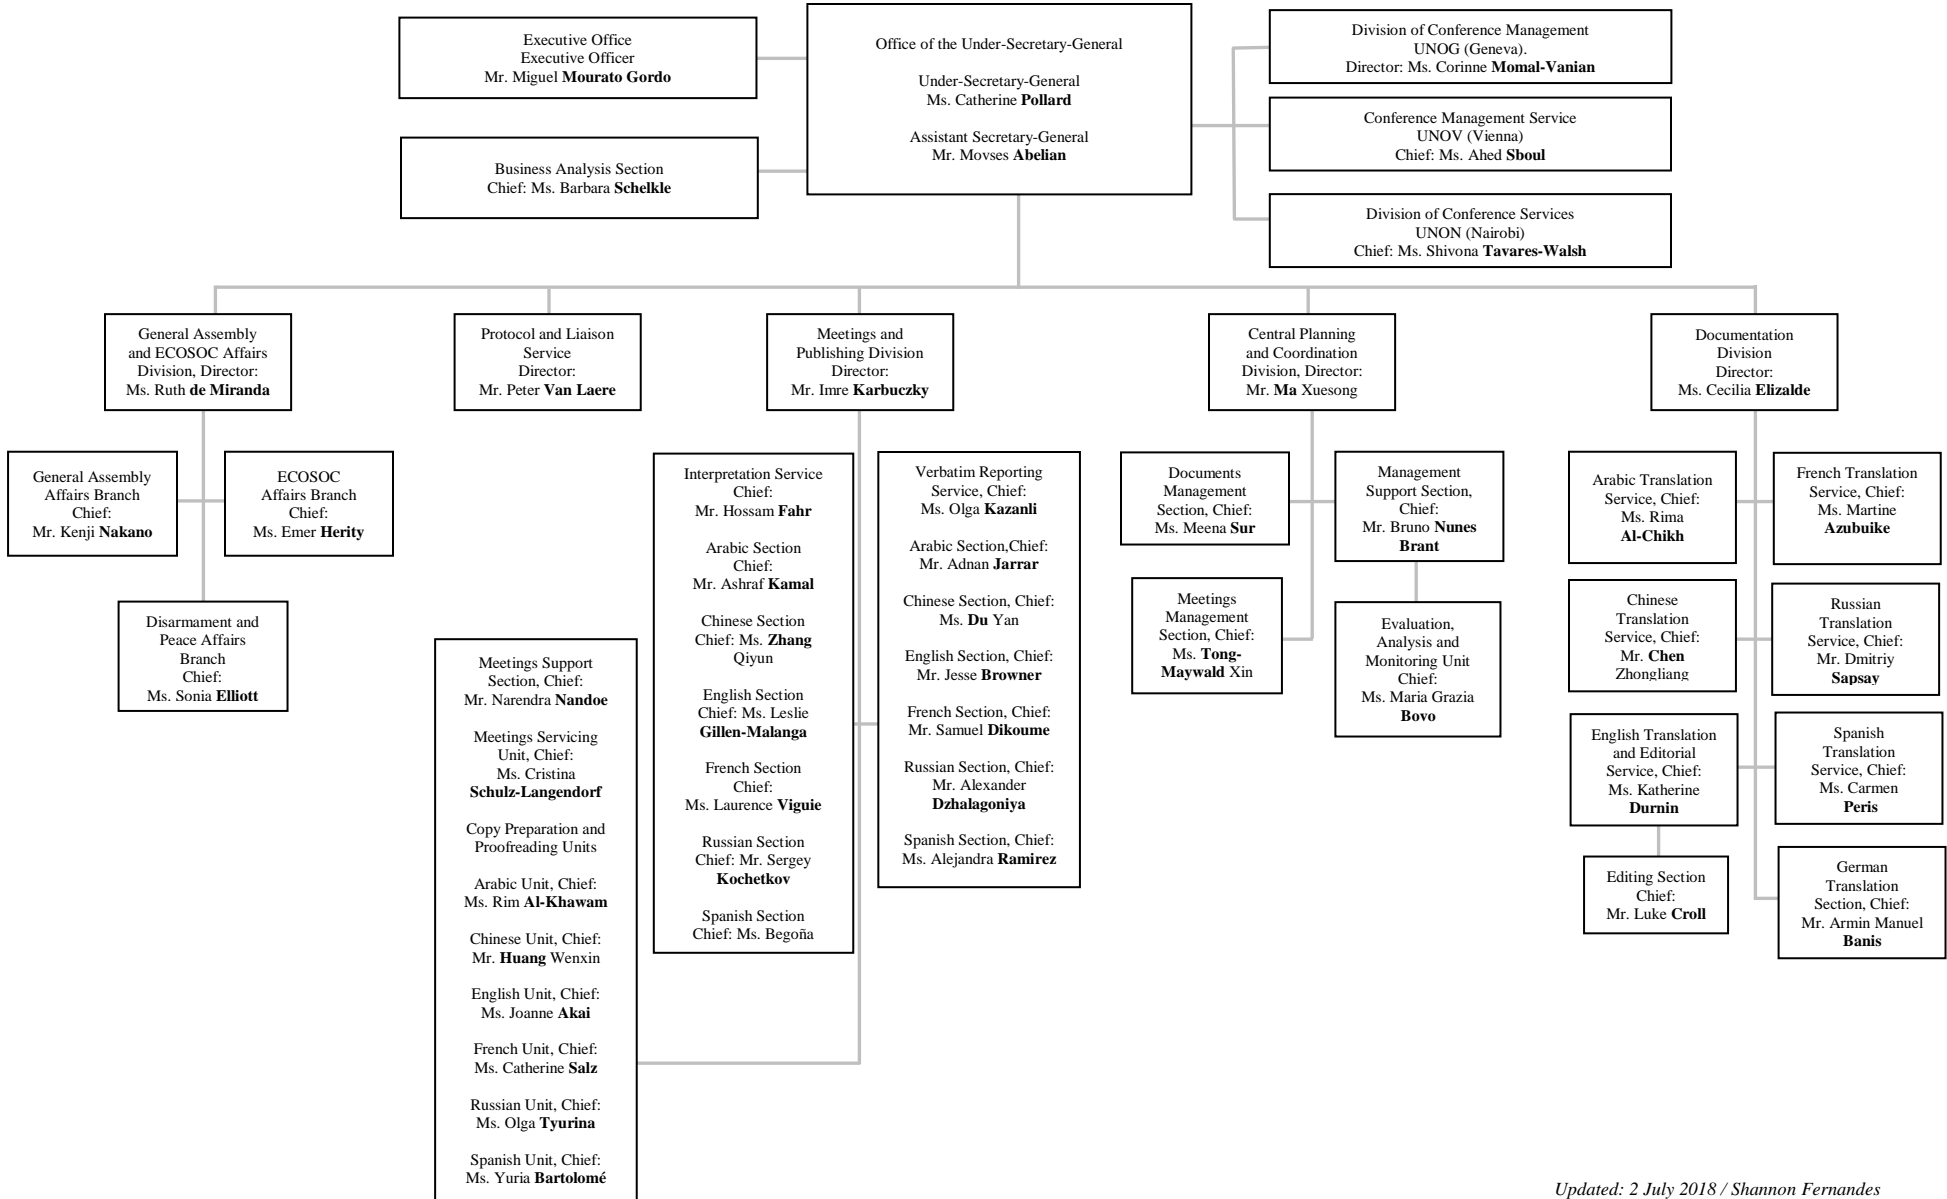 Executive Office
Executive Officer
Mr. Miguel Mourato Gordo
Business Analysis Section
Chief: Ms. Barbara Schelkle
Office of the Under-Secretary-General
Under-Secretary-General
Ms. Catherine Pollard
Assistant Secretary-General
Mr. Movses Abelian
Division of Conference Management
UNOG (Geneva).
Director: Ms. Corinne Momal-Vanian
Conference Management Service
UNOV (Vienna)
Chief: Ms. Ahed Sboul
Division of Conference Services
UNON (Nairobi)
Chief: Ms. Shivona Tavares-Walsh
General Assembly
and ECOSOC Affairs
Division, Director:
Ms. Ruth de Miranda
Protocol and Liaison
Service
Director:
Mr. Peter Van Laere
Meetings and
Publishing Division
Director:
Mr. Imre Karbuczky
Central Planning
and Coordination
Division, Director:
Mr. Ma Xuesong
Documentation
Division
Director:
Ms. Cecilia Elizalde
General Assembly
Affairs Branch
Chief:
Mr. Kenji Nakano
ECOSOC
Affairs Branch
Chief:
Ms. Emer Herity
Disarmament and
Peace Affairs
Branch
Chief:
Ms. Sonia Elliott
Meetings Support
Section, Chief:
Mr. Narendra Nandoe
Meetings Servicing
Unit, Chief:
Ms. Cristina
Schulz-Langendorf
Copy Preparation and
Proofreading Units
Arabic Unit, Chief:
Ms. Rim Al-Khawam
Chinese Unit, Chief:
Mr. Huang Wenxin
English Unit, Chief:
Ms. Joanne Akai
French Unit, Chief:
Ms. Catherine Salz
Russian Unit, Chief:
Ms. Olga Tyurina
Spanish Unit, Chief:
Ms. Yuria Bartolomé
Interpretation Service
Chief:
Mr. Hossam Fahr
Arabic Section
Chief:
Mr. Ashraf Kamal
Chinese Section
Chief: Ms. Zhang
Qiyun
English Section
Chief: Ms. Leslie
Gillen-Malanga
French Section
Chief:
Ms. Laurence Viguie
Russian Section
Chief: Mr. Sergey
Kochetkov
Spanish Section
Chief: Ms. Begoña
Verbatim Reporting
Service, Chief:
Ms. Olga Kazanli
Arabic Section,Chief:
Mr. Adnan Jarrar
Chinese Section, Chief:
Ms. Du Yan
English Section, Chief:
Mr. Jesse Browner
French Section, Chief:
Mr. Samuel Dikoume
Russian Section, Chief:
Mr. Alexander
Dzhalagoniya
Spanish Section, Chief:
Ms. Alejandra Ramirez
Documents
Management
Section, Chief:
Ms. Meena Sur
Management
Support Section,
Chief:
Mr. Bruno Nunes
Brant
Meetings
Management
Section, Chief:
Ms. Tong-
Maywald Xin
Evaluation,
Analysis and
Monitoring Unit
Chief:
Ms. Maria Grazia
Bovo
Arabic Translation
Service, Chief:
Ms. Rima
Al-Chikh
French Translation
Service, Chief:
Ms. Martine
Azubuike
Chinese
Translation
Service, Chief:
Mr. Chen
Zhongliang
Russian
Translation
Service, Chief:
Mr. Dmitriy
Sapsay
English Translation
and Editorial
Service, Chief:
Ms. Katherine
Durnin
Spanish
Translation
Service, Chief:
Ms. Carmen
Peris
Editing Section
Chief:
Mr. Luke Croll
German
Translation
Section, Chief:
Mr. Armin Manuel
Banis
Updated: 2 July 2018 / Shannon Fernandes